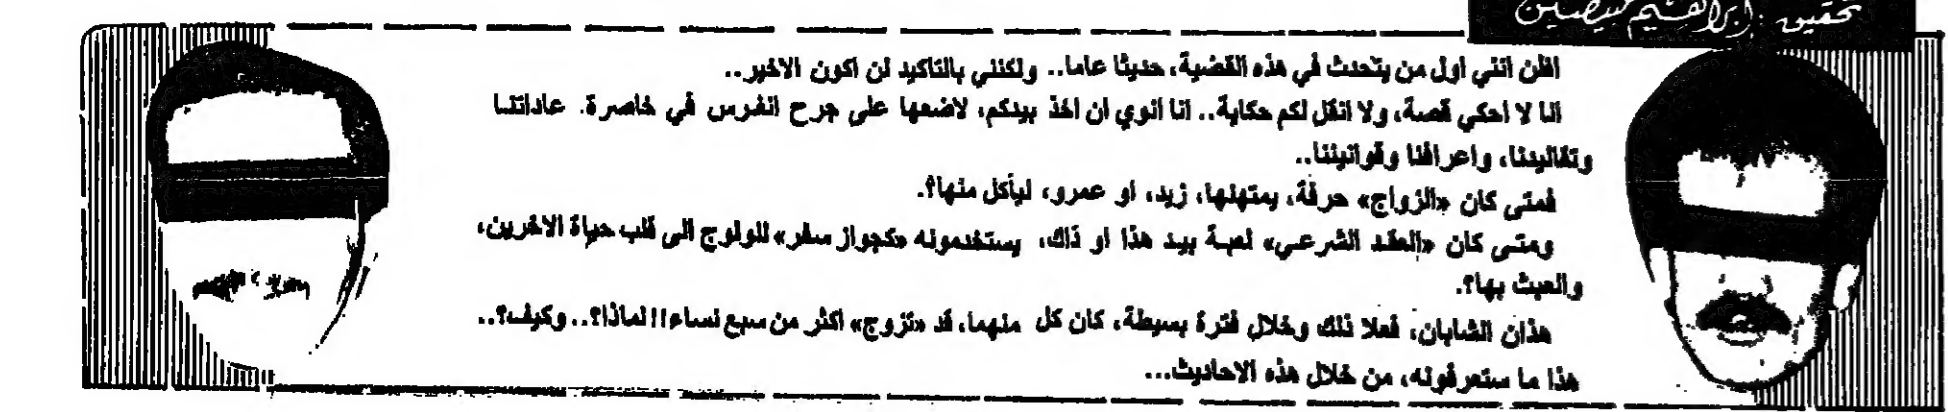 تحقيق : ابراهيم
اظن انني اول من يتحدث في هذه القضية، حديثا عاما.. ولكنني بالتاكيد لن اكون الاخير..
انا لا احكي قصة، ولا انقل لكم حكاية.. انا انوي ان اخذ بيدكم، لاضعها على جرح انغرس في خاصرة. عاداتنا
وتقاليدنا، واعرافنا وقوانيننا..
فمتى كان «الزواج» حرفة، يمتهنها، زيد، او عمرو، ليأكل منها؟.
ومتى كان «العقد الشرعي» لعبة بيد هذا او ذاك، يستخدمونه «كجواز سفر» للولوج الى قلب حياة الاخرين،
والعبث بها؟.
هذان الشابان، فعلا ذلك وخلال فترة بسيطة، كان كل منهما، قد «تزوج» اكثر من سبع نساء!! لماذا؟.. وكيف؟..
هذا ما ستعرفونه، من خلال هذه الاحاديث...